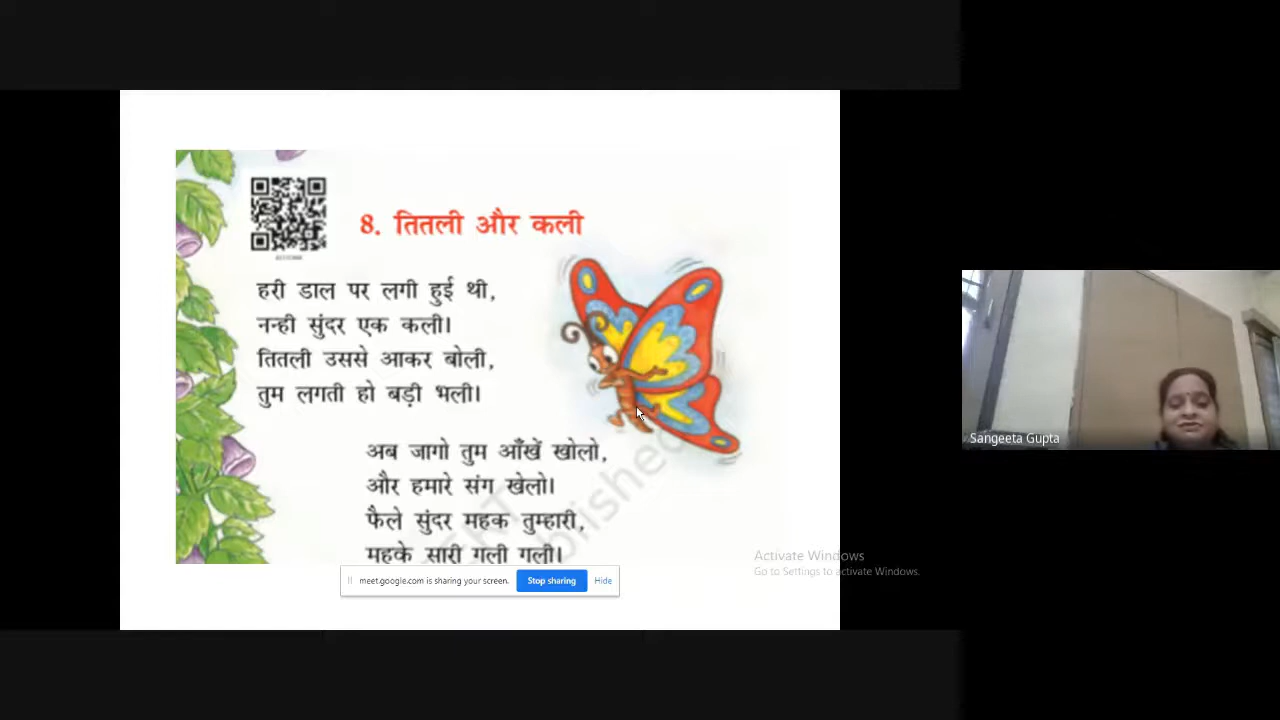 8. तितली और कली
हरी डाल पर लगी हुई थी,
नन्ही सुंदर एक कली।
तितली उससे आकर बोली,
तुम लगती हो बड़ी भली।
अब जागो तुम आँखें खोलो,
और हमारे संग खेलो।
फैले सुंदर महक तुम्हारी,
महके सारी गली गली।
meet.google.com is sharing your screen.
Stop sharing
Hide
Sangeeta Gupta
Activate Windows
Go to Settings to activate Windows.